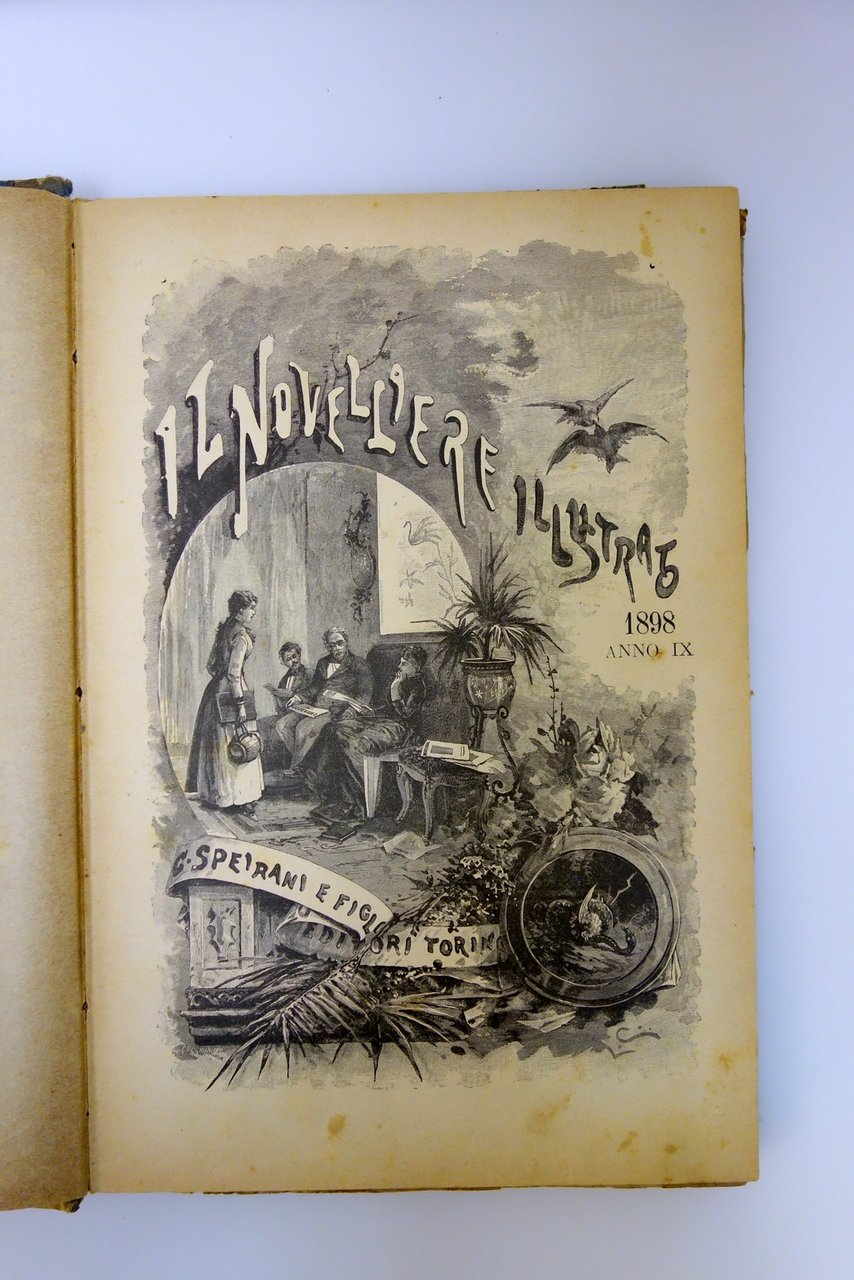 IL NOVELLIERE
ILLUSTRATO
1898
ANNO IX
G. SPEIRANI E FIGLI
EDITORI TORINO